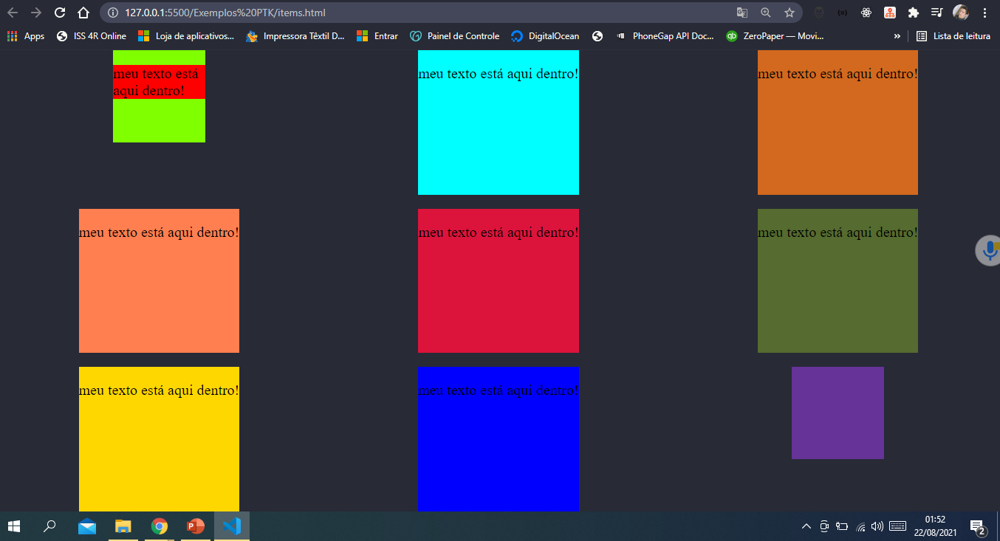 127.0.0.1:5500/Exemplos%20PTK/items.html
Apps ISS 4R Online Loja de aplicativos... Impressora Têxtil D... Entrar Painel de Controle DigitalOcean PhoneGap API Doc... ZeroPaper — Movi... » Lista de leitura
meu texto está
aqui dentro!
meu texto está aqui dentro!
meu texto está aqui dentro!
meu texto está aqui dentro!
meu texto está aqui dentro!
meu texto está aqui dentro!
meu texto está aqui dentro!
meu texto está aqui dentro!
01:52
22/08/2021
2